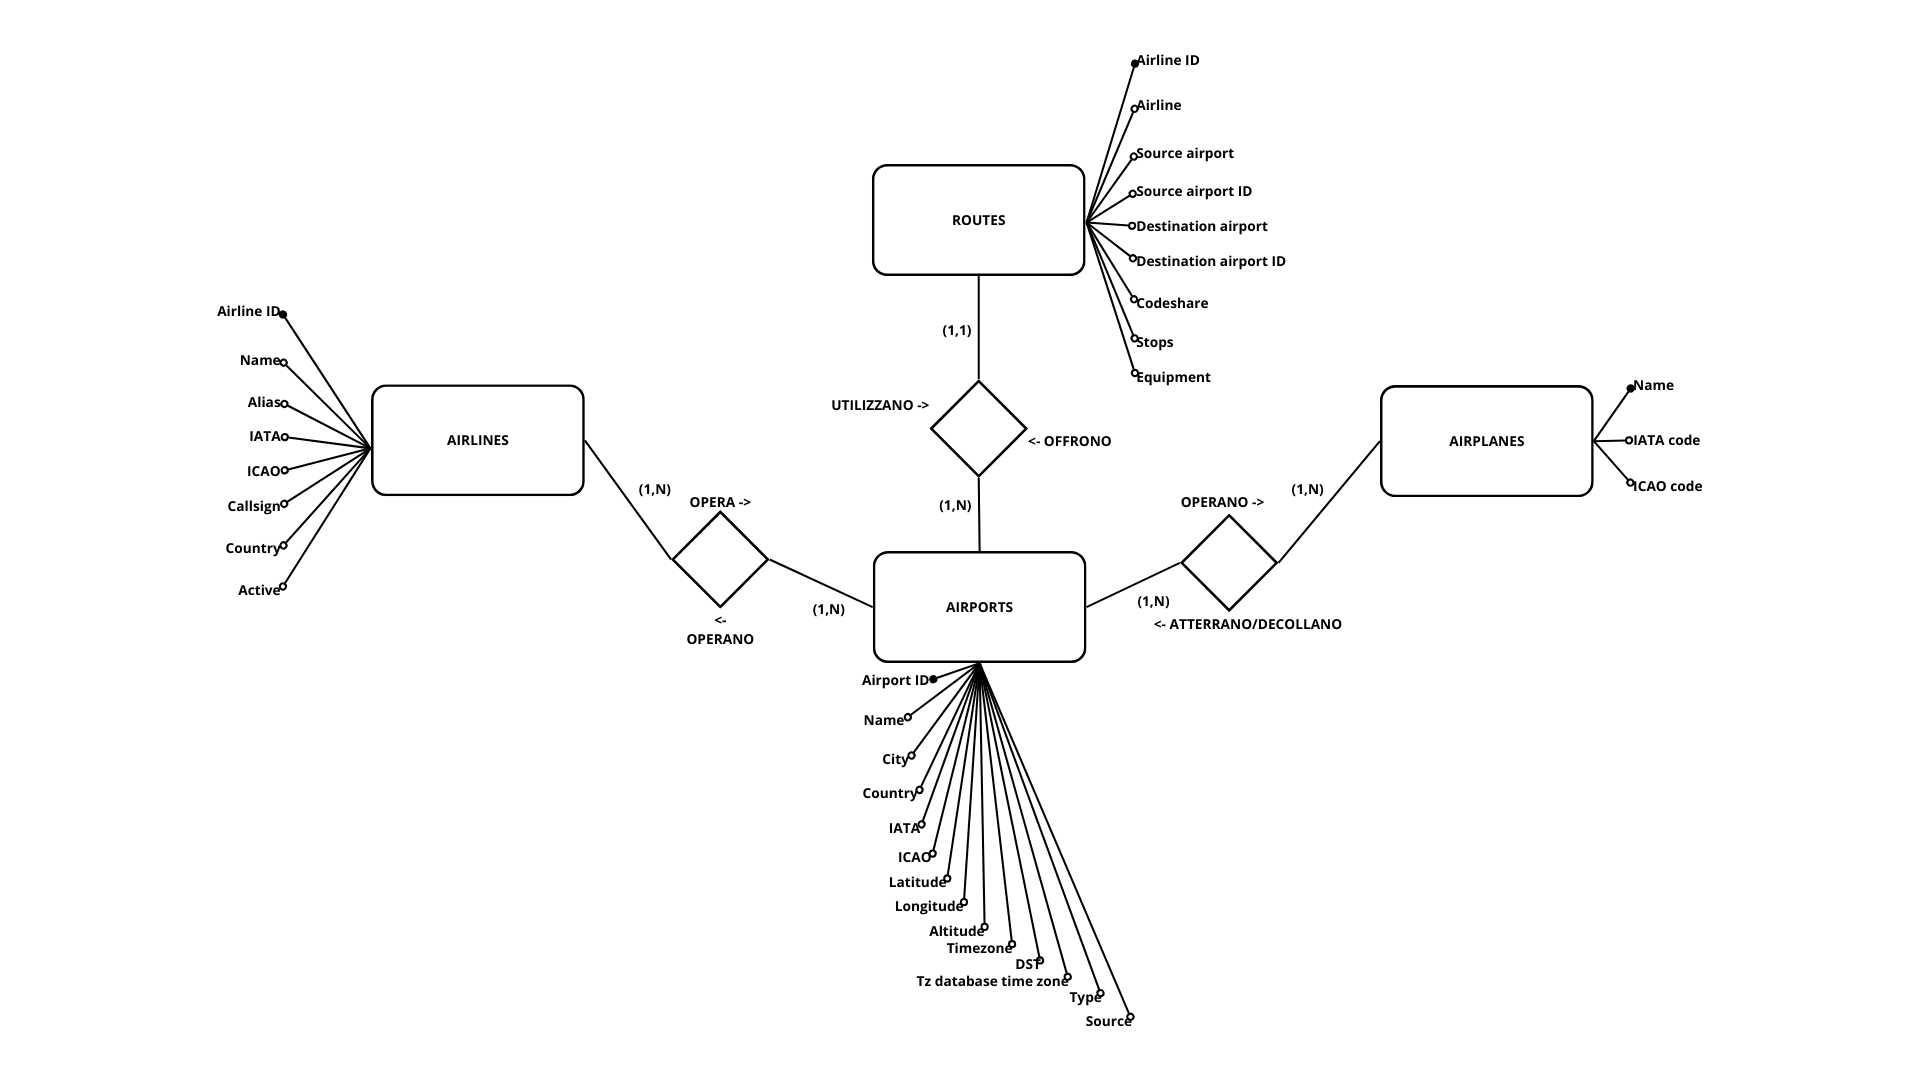 Airline ID
Airline
Source airport
Source airport ID
Destination airport
Destination airport ID
Codeshare
Stops
Equipment
ROUTES
(1,1)
UTILIZZANO ->
<- OFFRONO
(1,N)
Airline ID
Name
Alias
IATA
ICAO
Callsign
Country
Active
AIRLINES
(1,N)
OPERA ->
<-
OPERANO
(1,N)
AIRPORTS
OPERANO ->
(1,N)
(1,N)
<- ATTERRANO/DECOLLANO
AIRPLANES
Name
IATA code
ICAO code
Airport ID
Name
City
Country
IATA
ICAO
Latitude
Longitude
Altitude
Timezone
DST
Tz database time zone
Type
Source